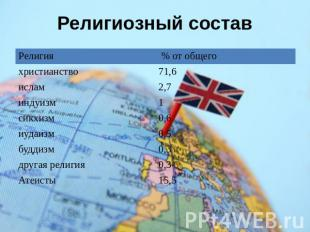 Религиозный состав
Религия % от общего
христианство 71,6
ислам 2,7
индуизм 1
сикхизм 0,6
иудаизм 0,5
буддизм 0,3
другая религия 0,3
Атеисты 15,5
PPt4WEB.ru